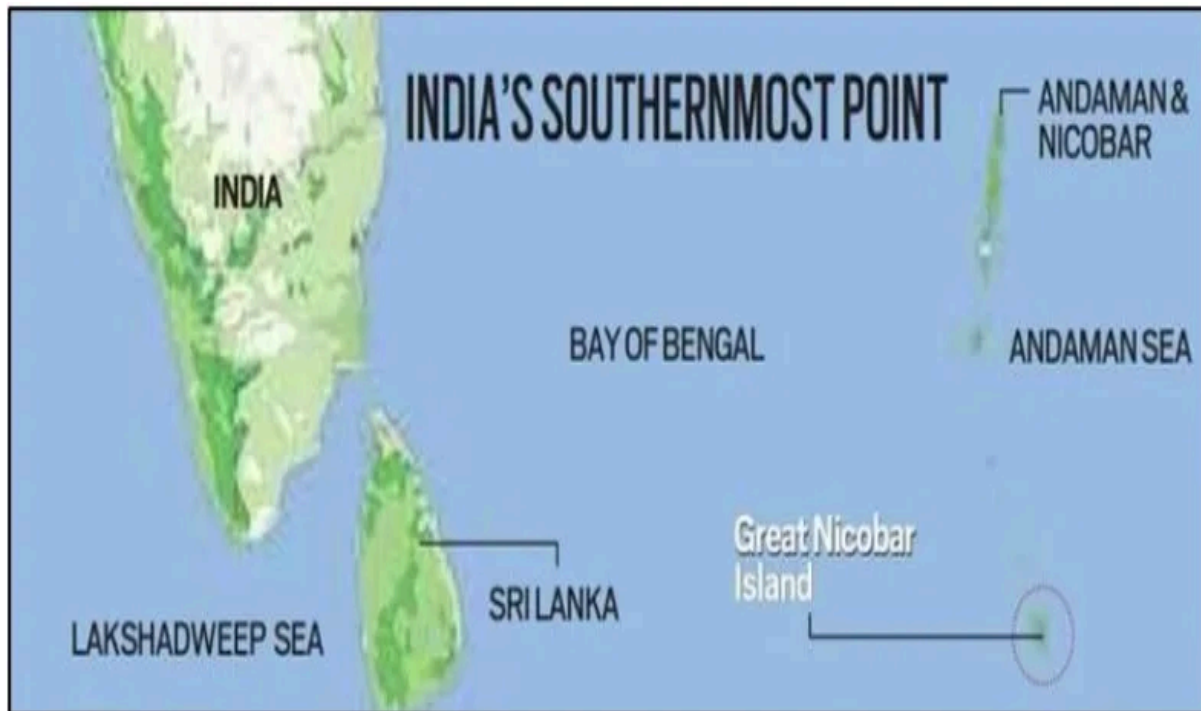 INDIA'S SOUTHERNMOST POINT
ANDAMAN &
NICOBAR
INDIA
BAY OF BENGAL
ANDAMAN SEA
Great Nicobar
Island
SRI LANKA
LAKSHADWEEP SEA